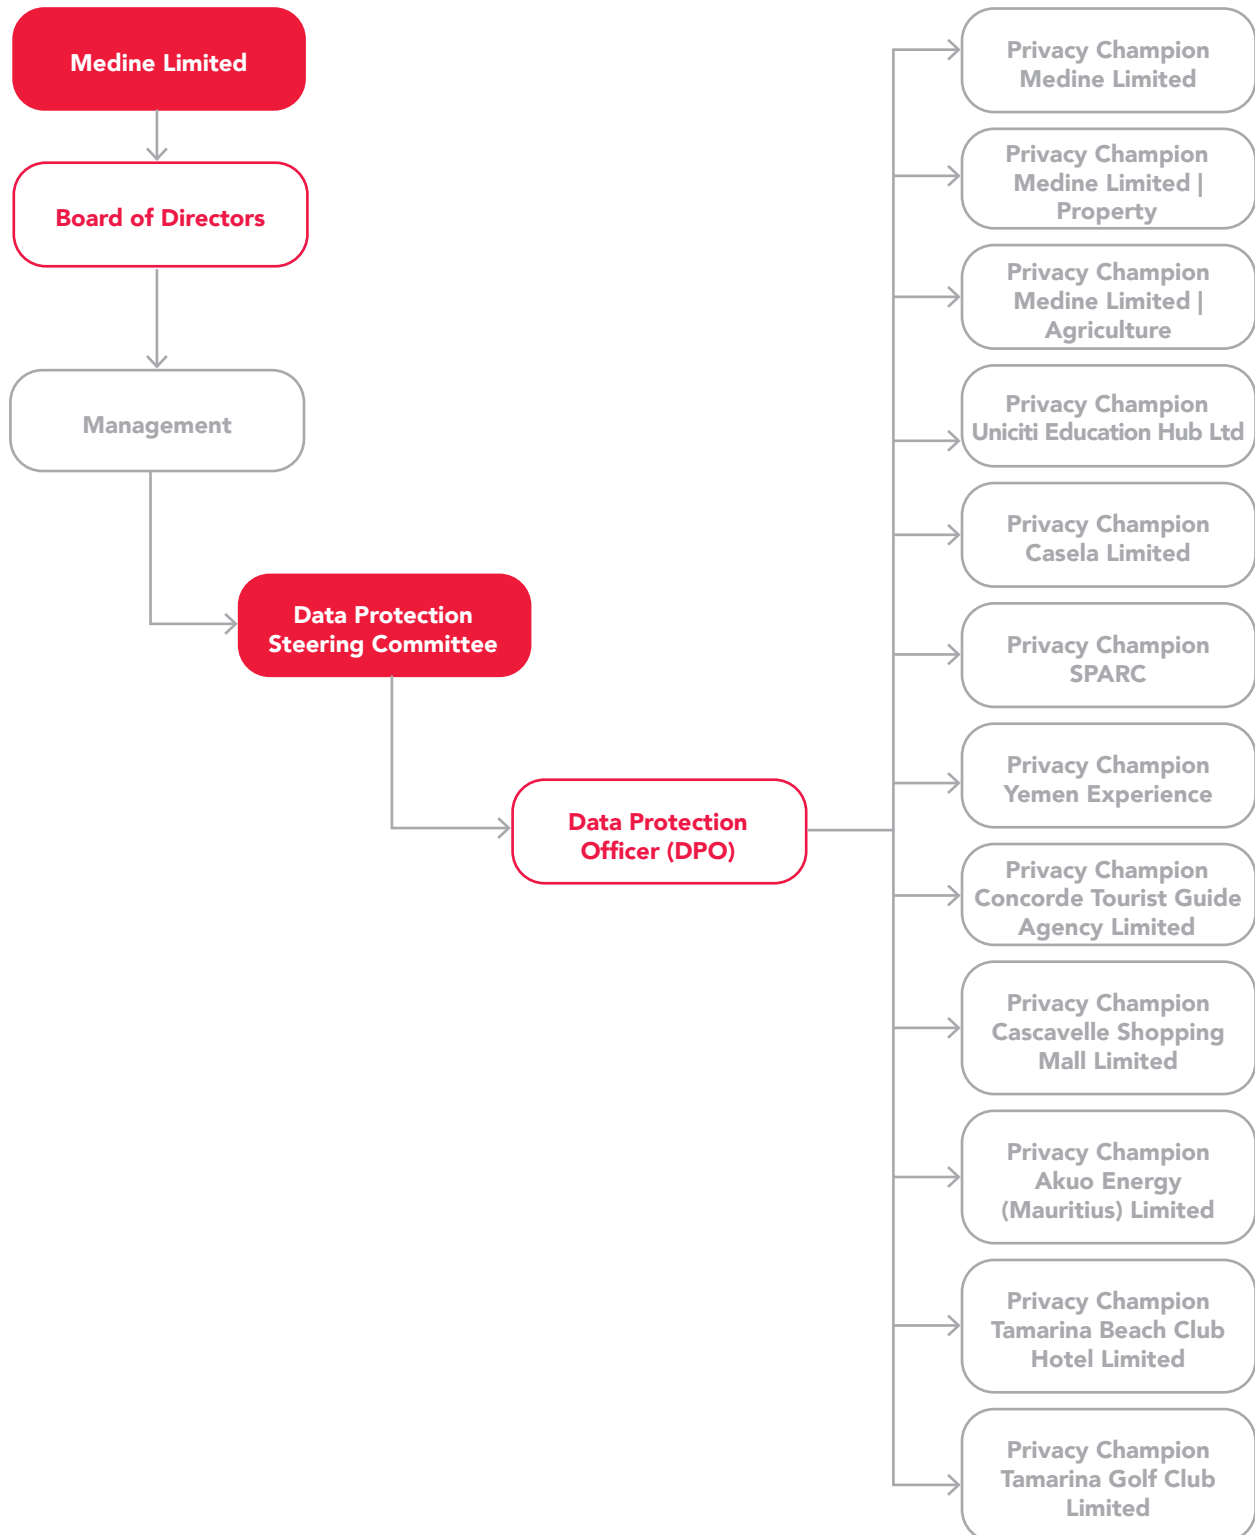 Medine Limited
Board of Directors
Management
Data Protection
Steering Committee
Data Protection
Officer (DPO)
Privacy Champion
Medine Limited
Privacy Champion
Medine Limited |
Property
Privacy Champion
Medine Limited |
Agriculture
Privacy Champion
Uniciti Education Hub Ltd
Privacy Champion
Casela Limited
Privacy Champion
SPARC
Privacy Champion
Yemen Experience
Privacy Champion
Concorde Tourist Guide
Agency Limited
Privacy Champion
Cascavelle Shopping
Mall Limited
Privacy Champion
Akuo Energy
(Mauritius) Limited
Privacy Champion
Tamarina Beach Club
Hotel Limited
Privacy Champion
Tamarina Golf Club
Limited